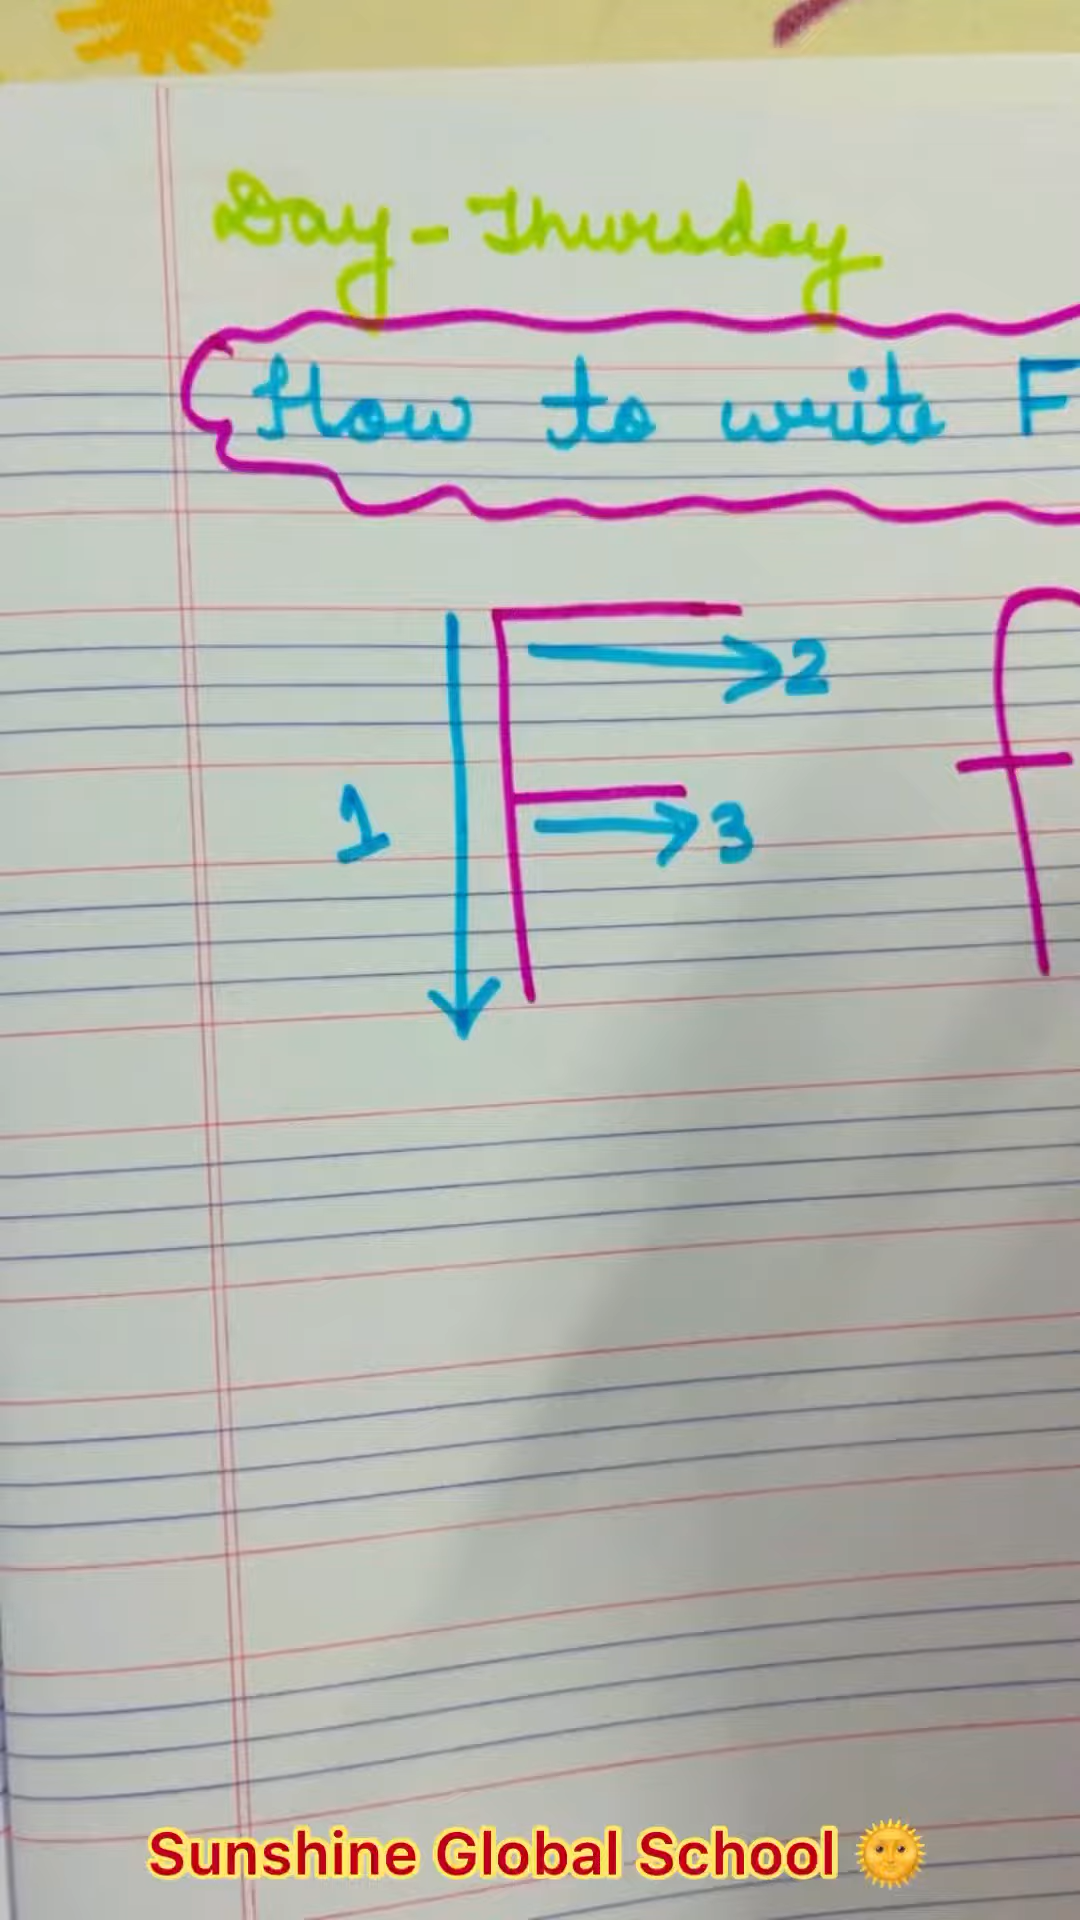 Day - Thursday
How to write F
F f
2
1
3
Sunshine Global School 🌞